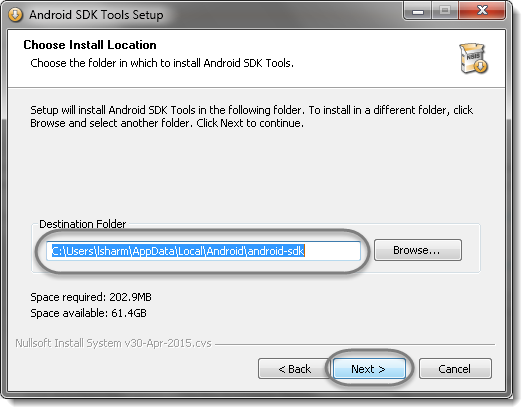 Android SDK Tools Setup
Choose Install Location
Choose the folder in which to install Android SDK Tools.
NSIS
Setup will install Android SDK Tools in the following folder. To install in a different folder, click
Browse and select another folder. Click Next to continue.
Destination Folder
C:\Users\lsharm\AppData\Local\Android\android-sdk
Browse...
Space required: 202.9MB
Space available: 61.4GB
Nullsoft Install System v30-Apr-2015.cvs
< Back
Next >
Cancel